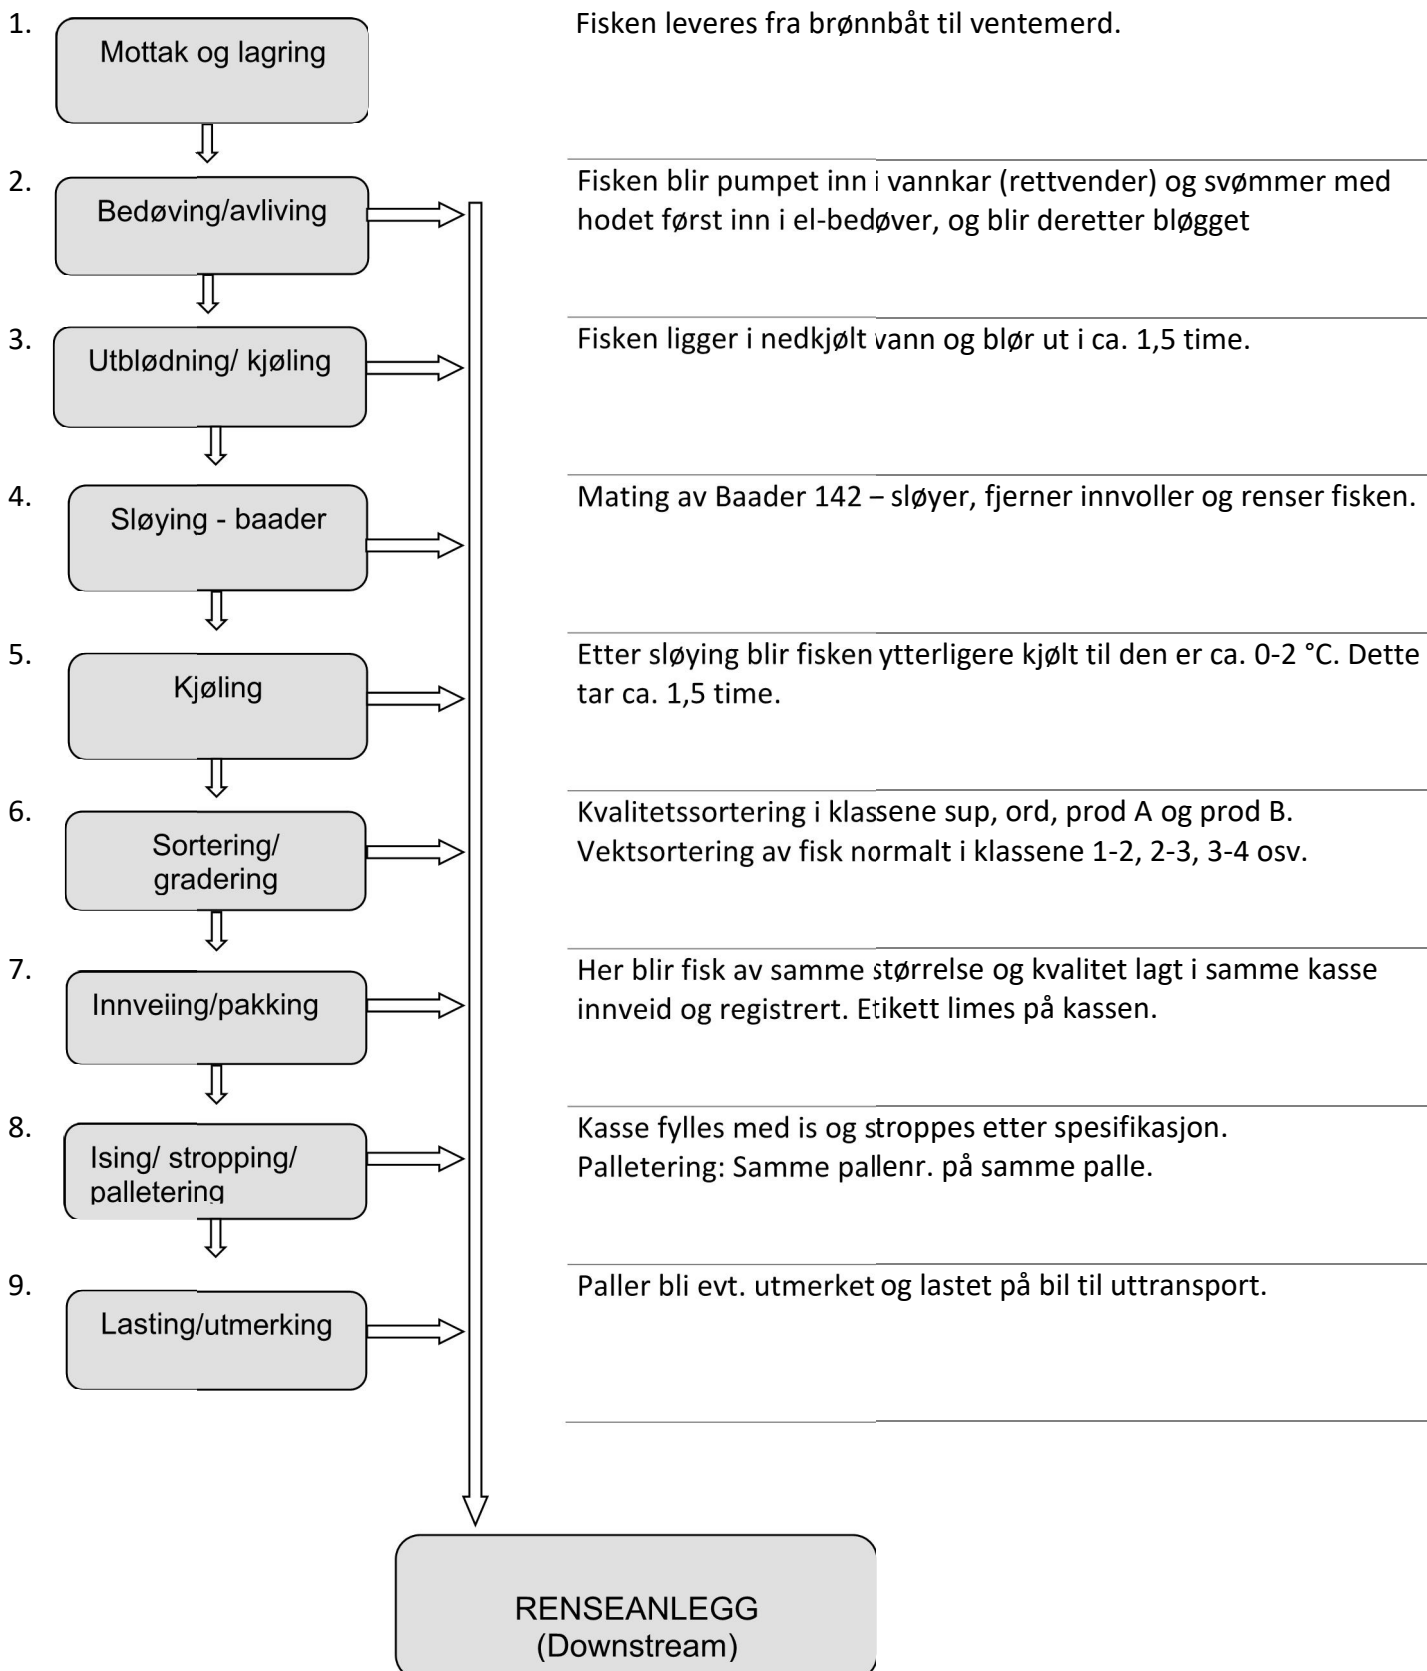 1.
Mottak og lagring
Fisken leveres fra brønnbåt til ventemerd.
2.
Bedøving/avliving
Fisken blir pumpet inn i vannkar (rettvender) og svømmer med
hodet først inn i el-bedøver, og blir deretter bløgget
3.
Utblødning/ kjøling
Fisken ligger i nedkjølt vann og blør ut i ca. 1,5 time.
4.
Sløying - baader
Mating av Baader 142 – sløyer, fjerner innvoller og renser fisken.
5.
Kjøling
Etter sløying blir fisken ytterligere kjølt til den er ca. 0-2 °C. Dette
tar ca. 1,5 time.
6.
Sortering/
gradering
Kvalitetssortering i klassene sup, ord, prod A og prod B.
Vektsortering av fisk normalt i klassene 1-2, 2-3, 3-4 osv.
7.
Innveiing/pakking
Her blir fisk av samme størrelse og kvalitet lagt i samme kasse
innveid og registrert. Etikett limes på kassen.
8.
Ising/ stropping/
palletering
Kasse fylles med is og stroppes etter spesifikasjon.
Palletering: Samme pallenr. på samme palle.
9.
Lasting/utmerking
Paller bli evt. utmerket og lastet på bil til uttransport.
RENSEANLEGG
(Downstream)